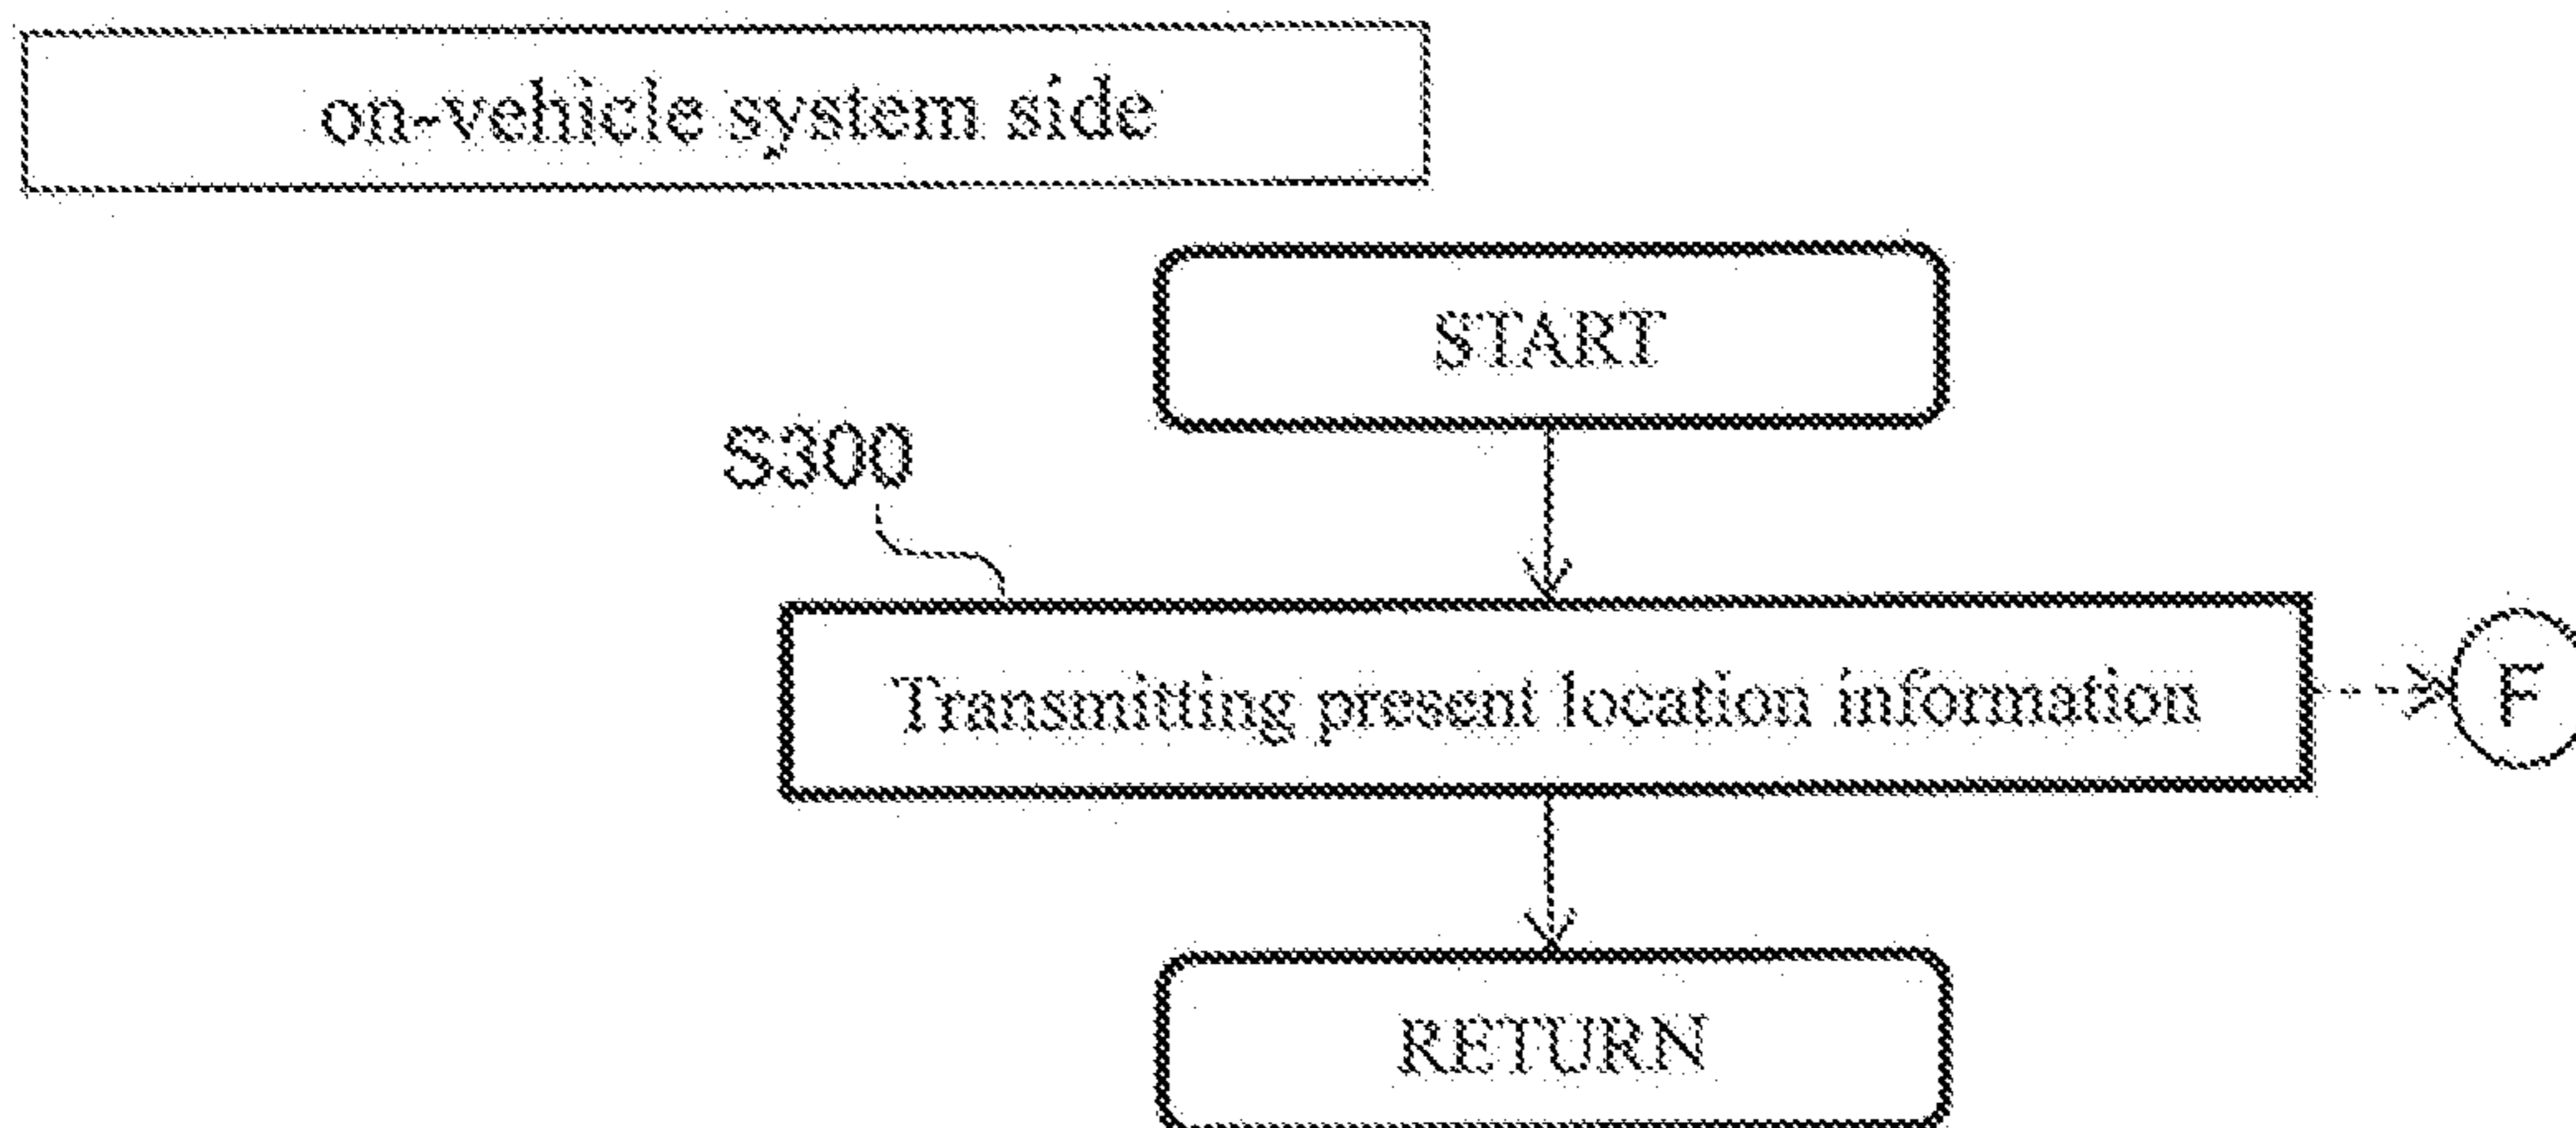 on-vehicle system side
START
S300
Transmitting present location information
F
RETURN